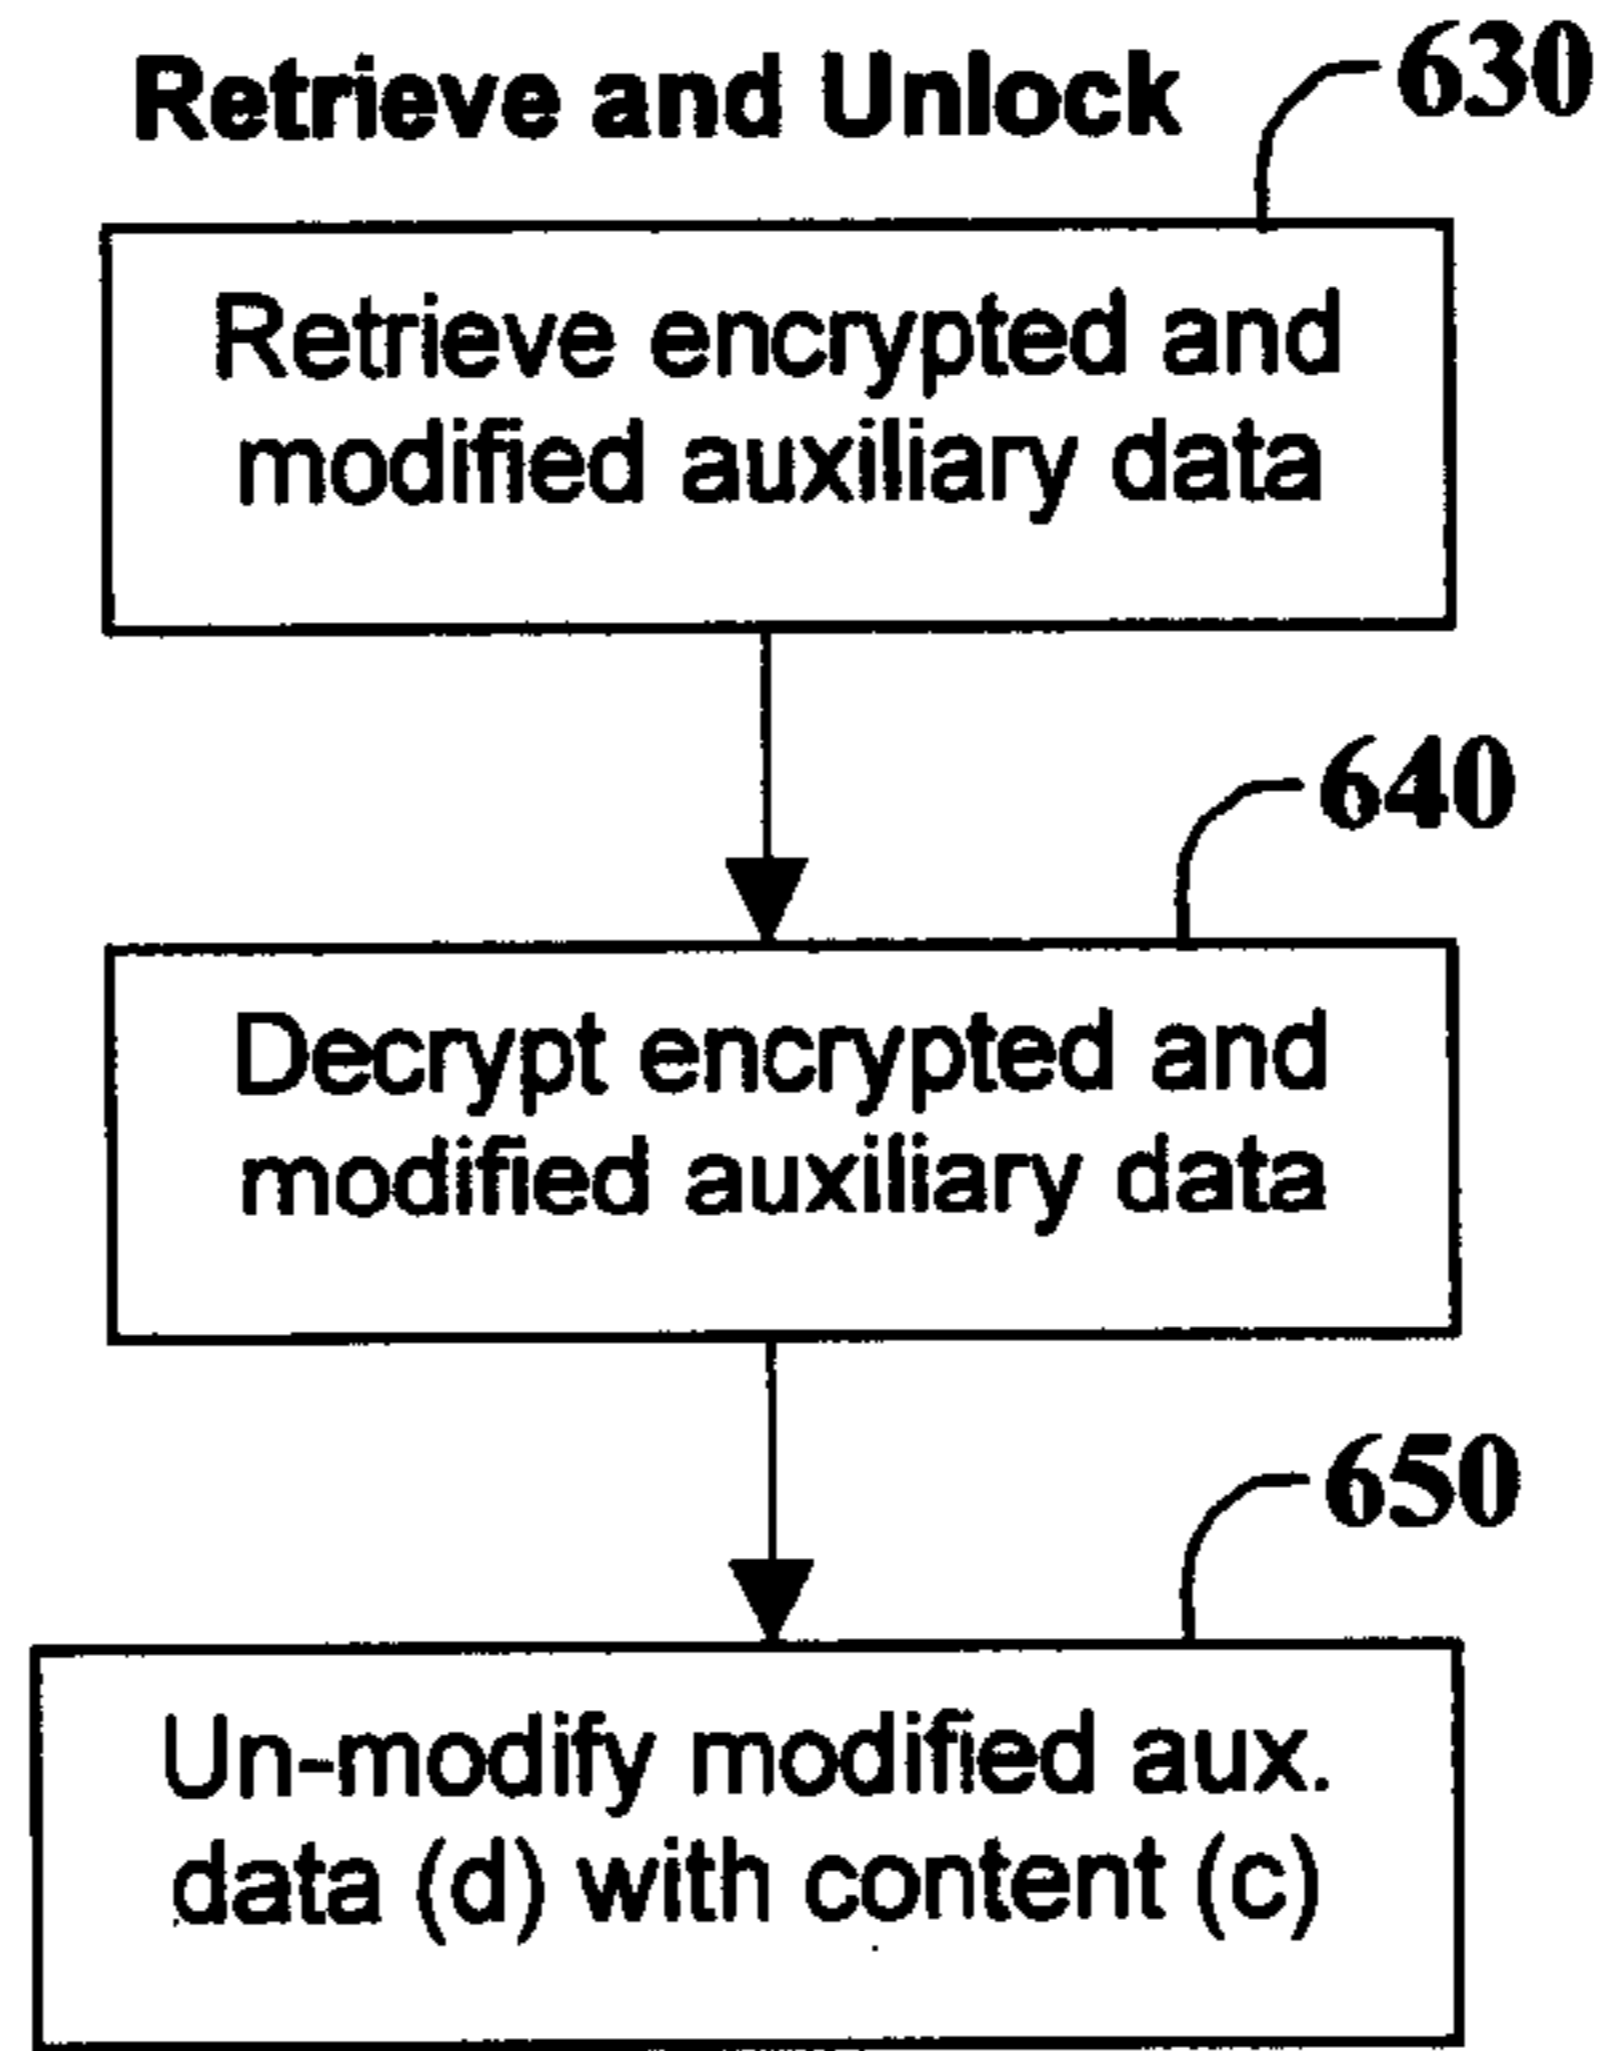 Retrieve and Unlock
630
Retrieve encrypted and
modified auxiliary data
640
Decrypt encrypted and
modified auxiliary data
650
Un-modify modified aux.
data (d) with content (c)